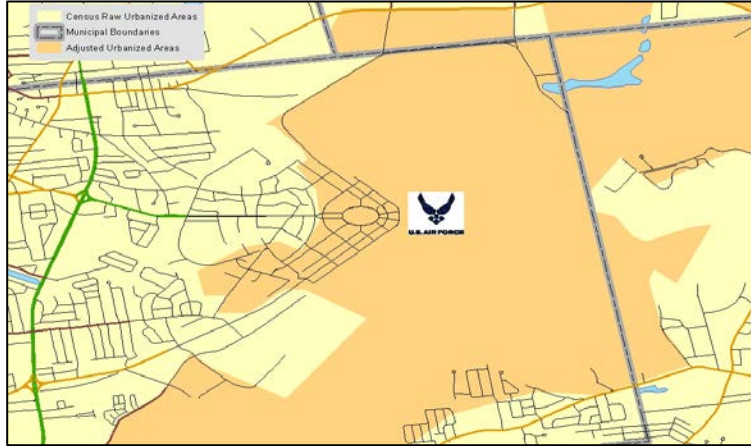 Census Raw Urbanized Areas
Municipal Boundaries
Adjusted Urbanized Areas
U.S. AIR FORCE